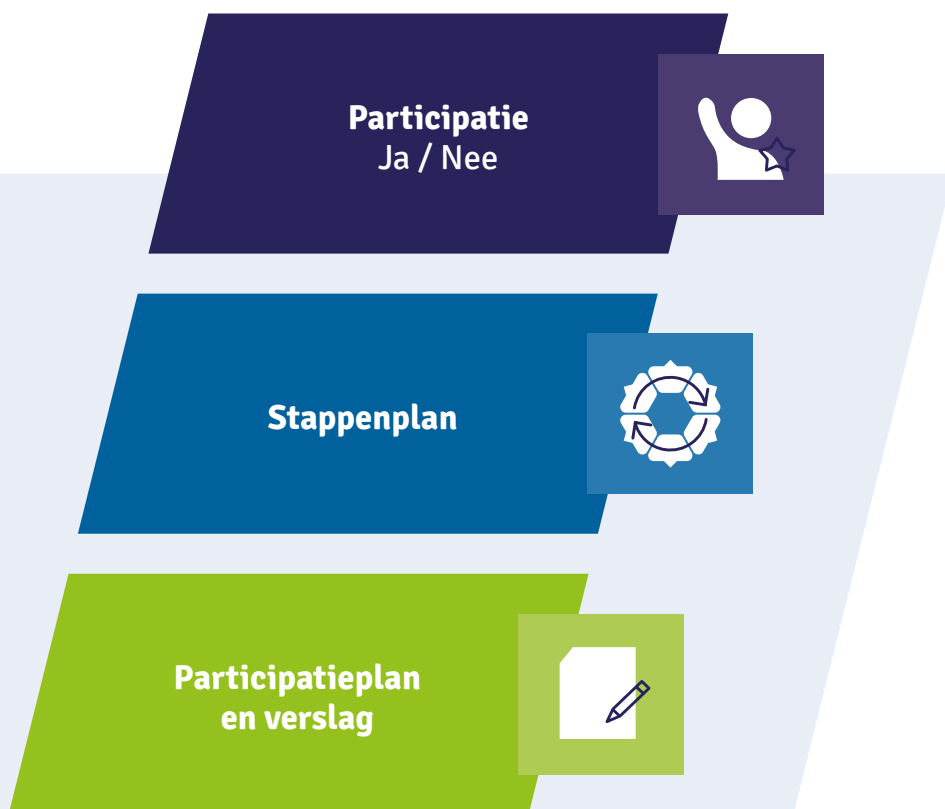 Participatie
Ja / Nee
Stappenplan
Participatieplan
en verslag